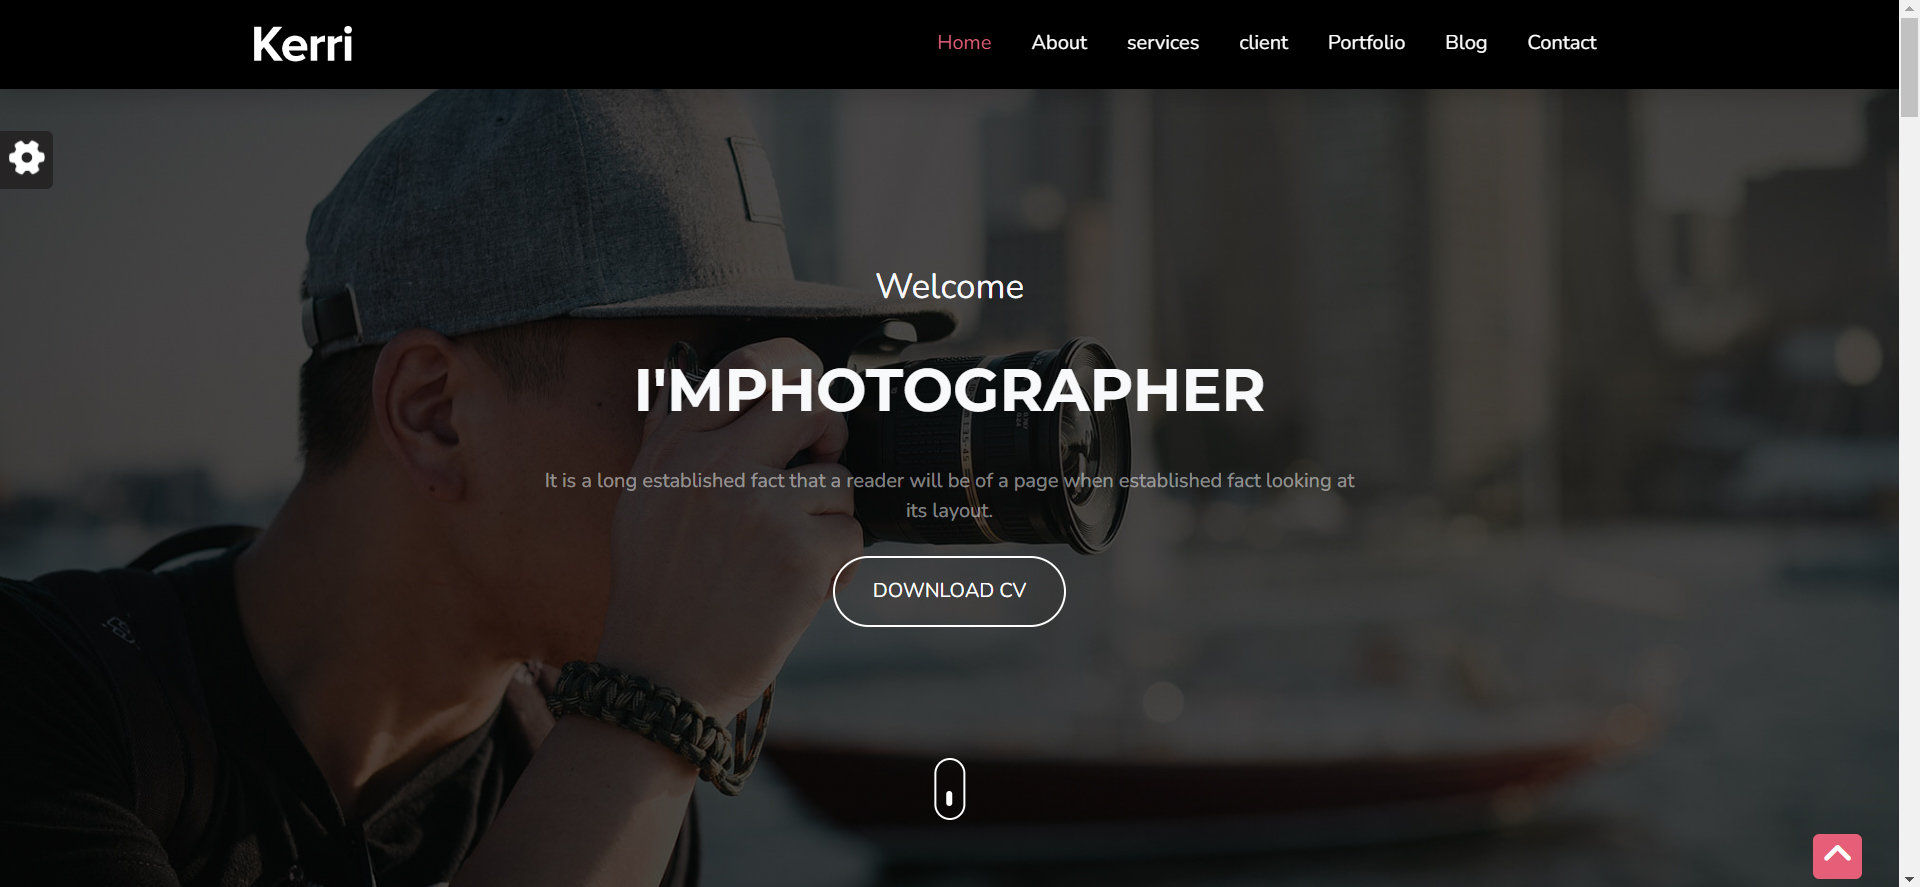 Kerri
Home About services client Portfolio Blog Contact
Welcome
I'MPHOTOGRAPHER
It is a long established fact that a reader will be of a page when established fact looking at
its layout.
DOWNLOAD CV